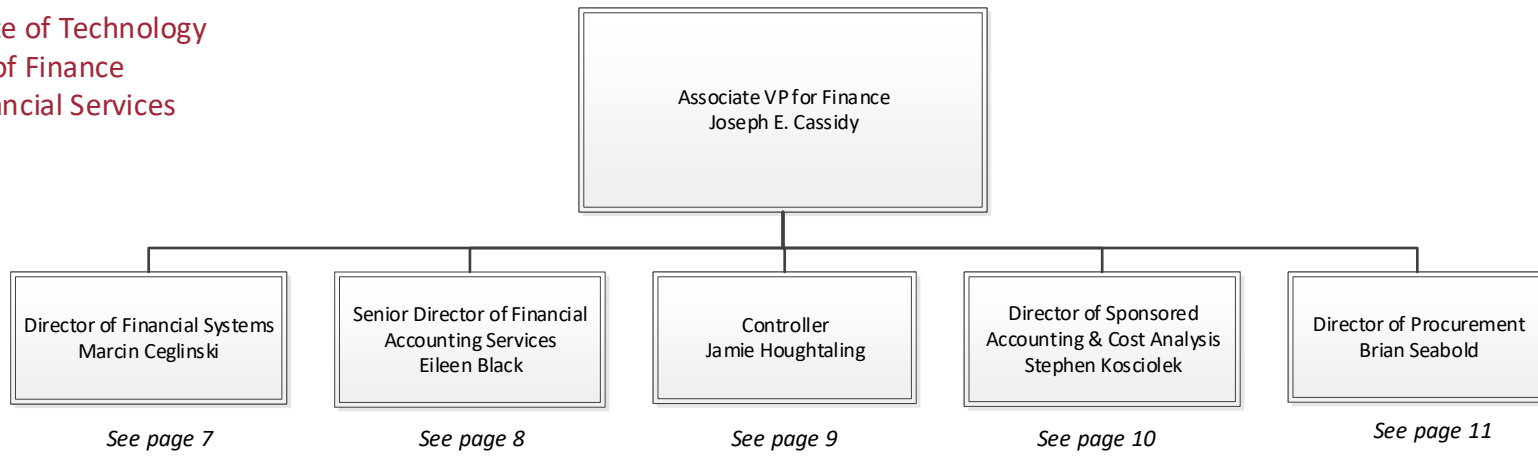 te of Technology
of Finance
ancial Services
Associate VP for Finance
Joseph E. Cassidy
Director of Financial Systems
Marcin Ceglinski
Senior Director of Financial
Accounting Services
Eileen Black
Controller
Jamie Houghtaling
Director of Sponsored
Accounting & Cost Analysis
Stephen Kosciolek
Director of Procurement
Brian Seabold
See page 7
See page 8
See page 9
See page 10
See page 11